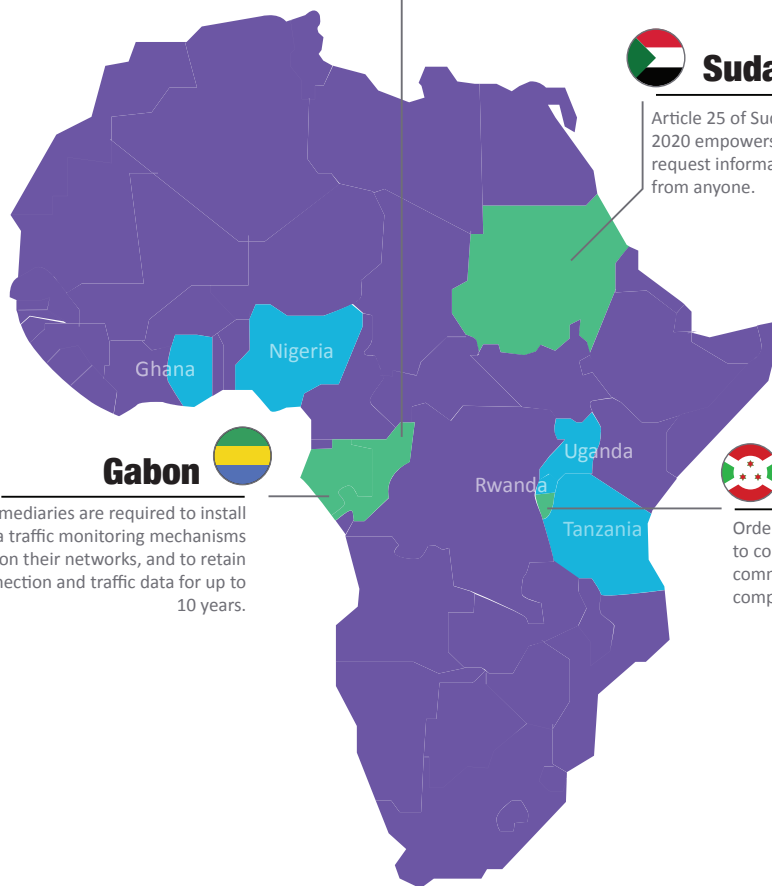 Suda
Article 25 of Suc
2020 empowers
request informa
from anyone.
Ghana
Nigeria
Gabon
mediaries are required to install
a traffic monitoring mechanisms
on their networks, and to retain
nection and traffic data for up to
10 years.
Uganda
Rwanda
Tanzania
Orde
to co
comm
comp